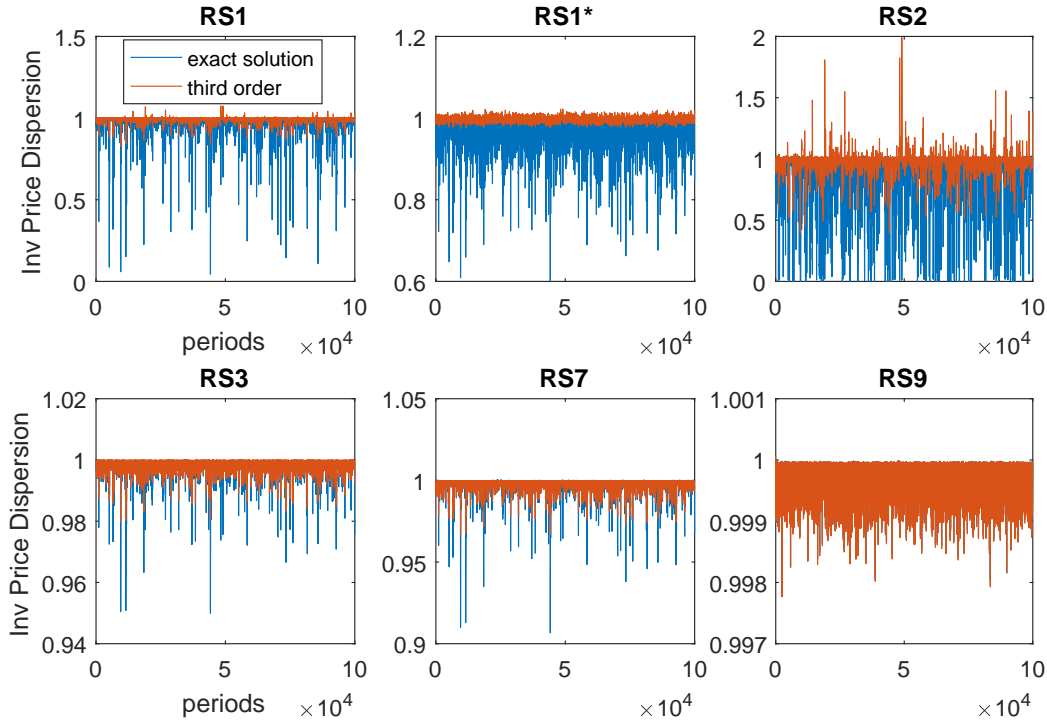 RS1
RS1*
RS2
Inv Price Dispersion
1.5
1
0.5
0
exact solution
third order
1.2
1
0.8
0.6
2
1.5
1
0.5
0
0 5 10
0 5 10
0 5 10
periods
×10^4
×10^4
×10^4
RS3
RS7
RS9
Inv Price Dispersion
1.02
1
0.98
0.96
0.94
1.05
1
0.95
0.9
1.001
1
0.999
0.998
0.997
0 5 10
0 5 10
0 5 10
periods
×10^4
×10^4
×10^4